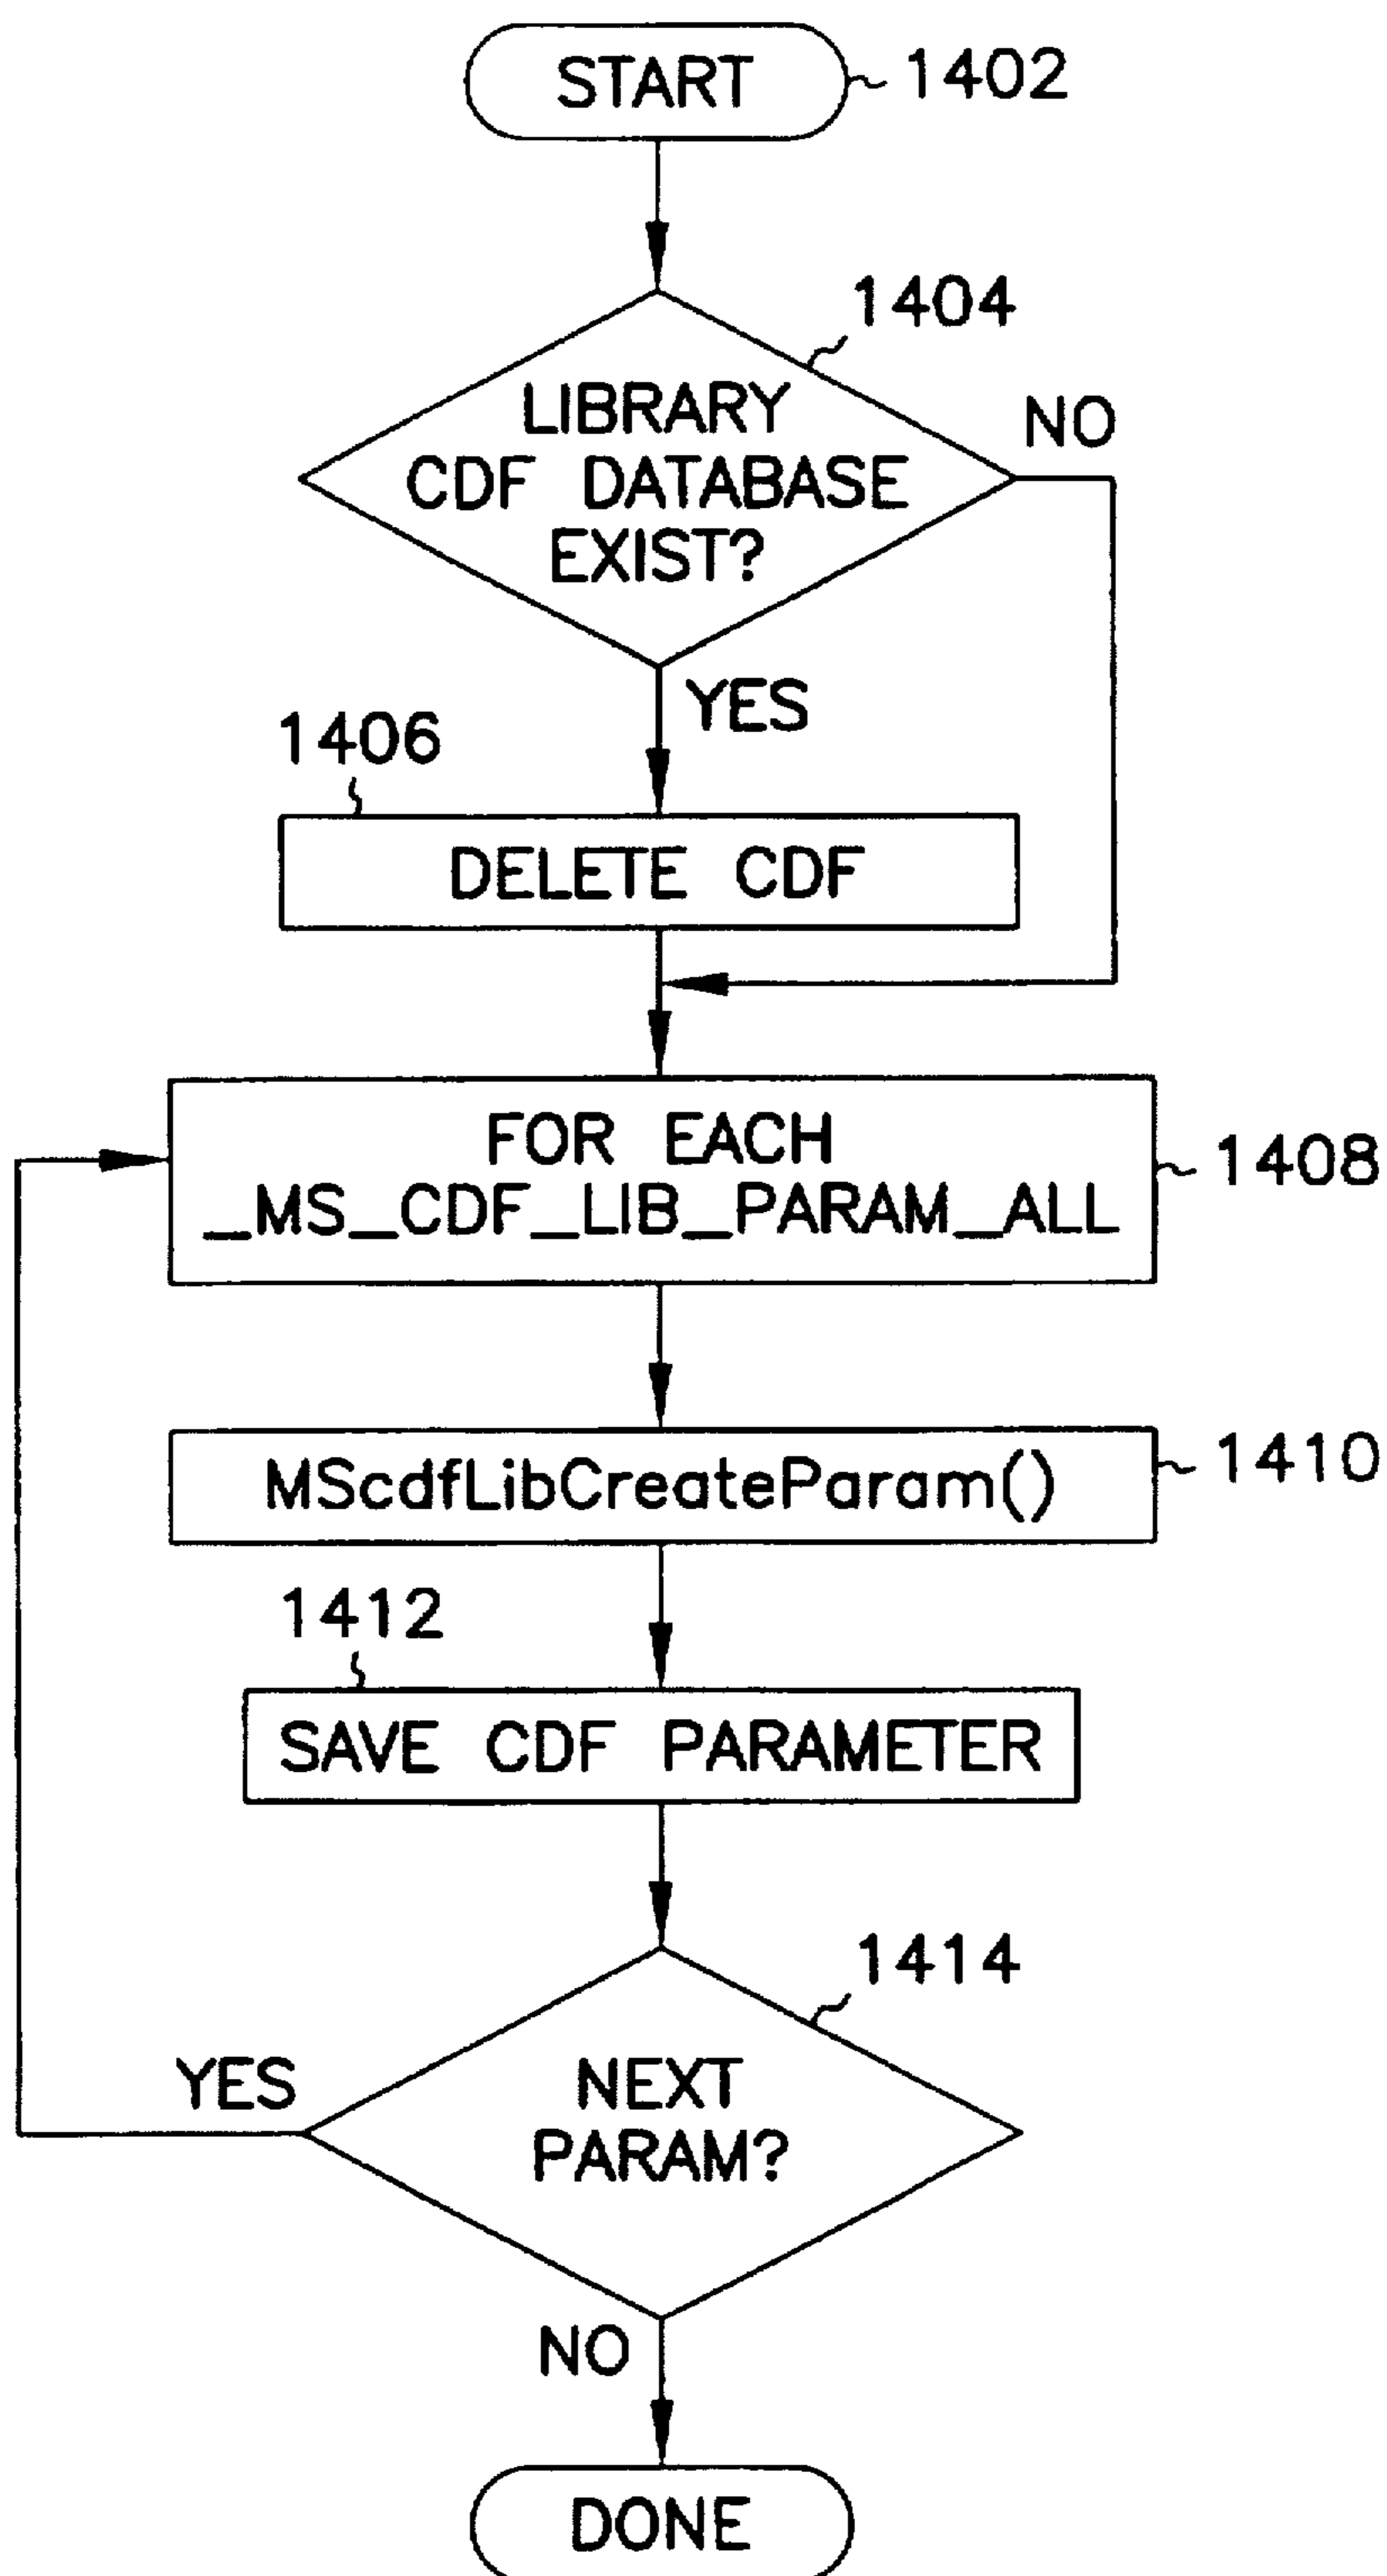 START
1402
1404
LIBRARY
CDF DATABASE
EXIST?
NO
YES
1406
DELETE CDF
FOR EACH
_MS_CDF_LIB_PARAM_ALL
1408
MScdfLibCreateParam()
1410
1412
SAVE CDF PARAMETER
1414
NEXT
PARAM?
YES
NO
DONE